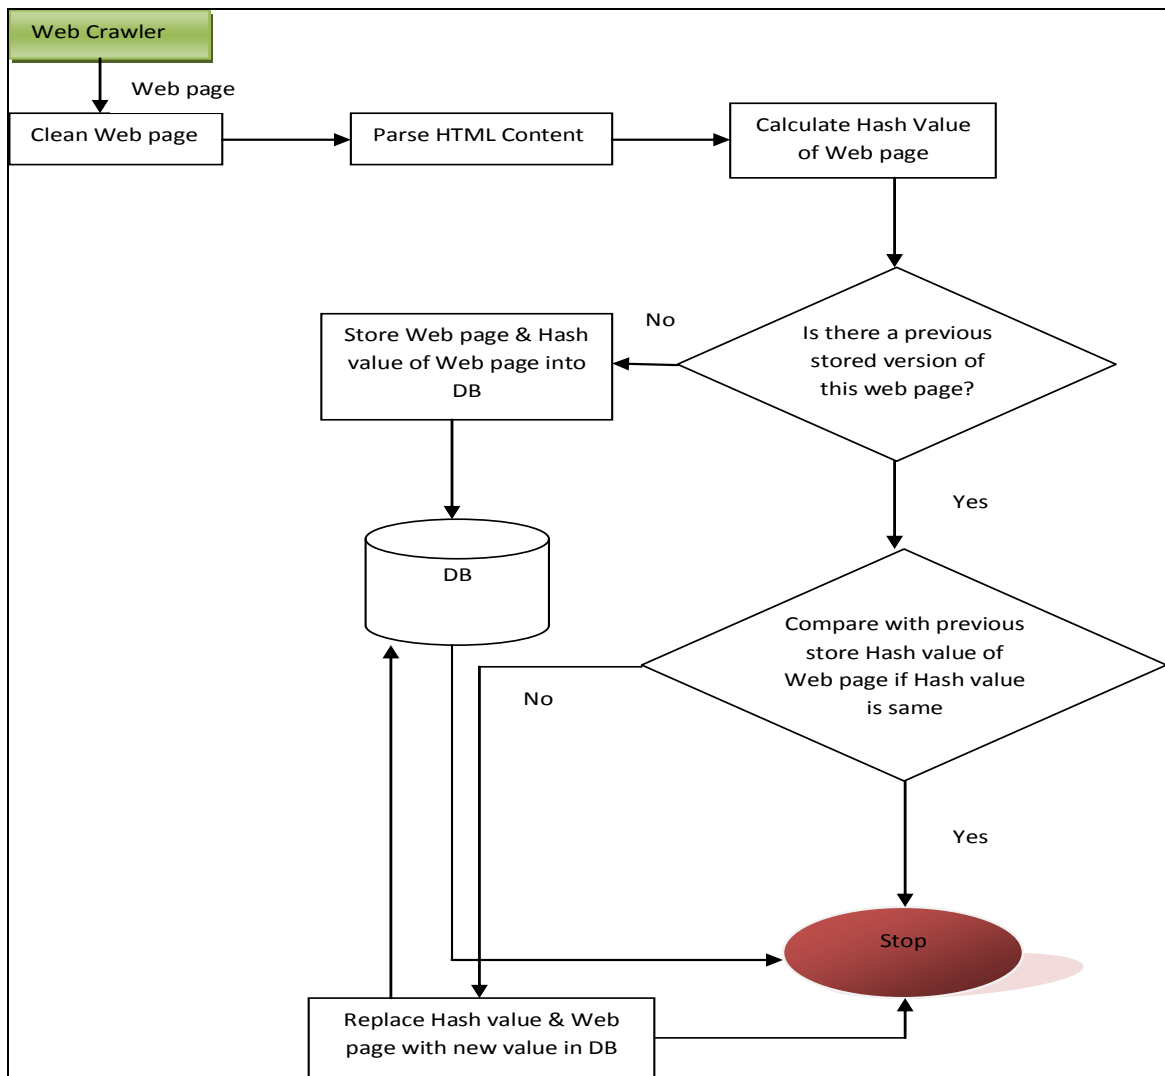 Web Crawler
Web page
Clean Web page
Parse HTML Content
Calculate Hash Value
of Web page
Is there a previous
stored version of
this web page?
No
Store Web page & Hash
value of Web page into
DB
Yes
DB
Compare with previous
store Hash value of
Web page if Hash value
is same
No
Yes
Stop
Replace Hash value & Web
page with new value in DB